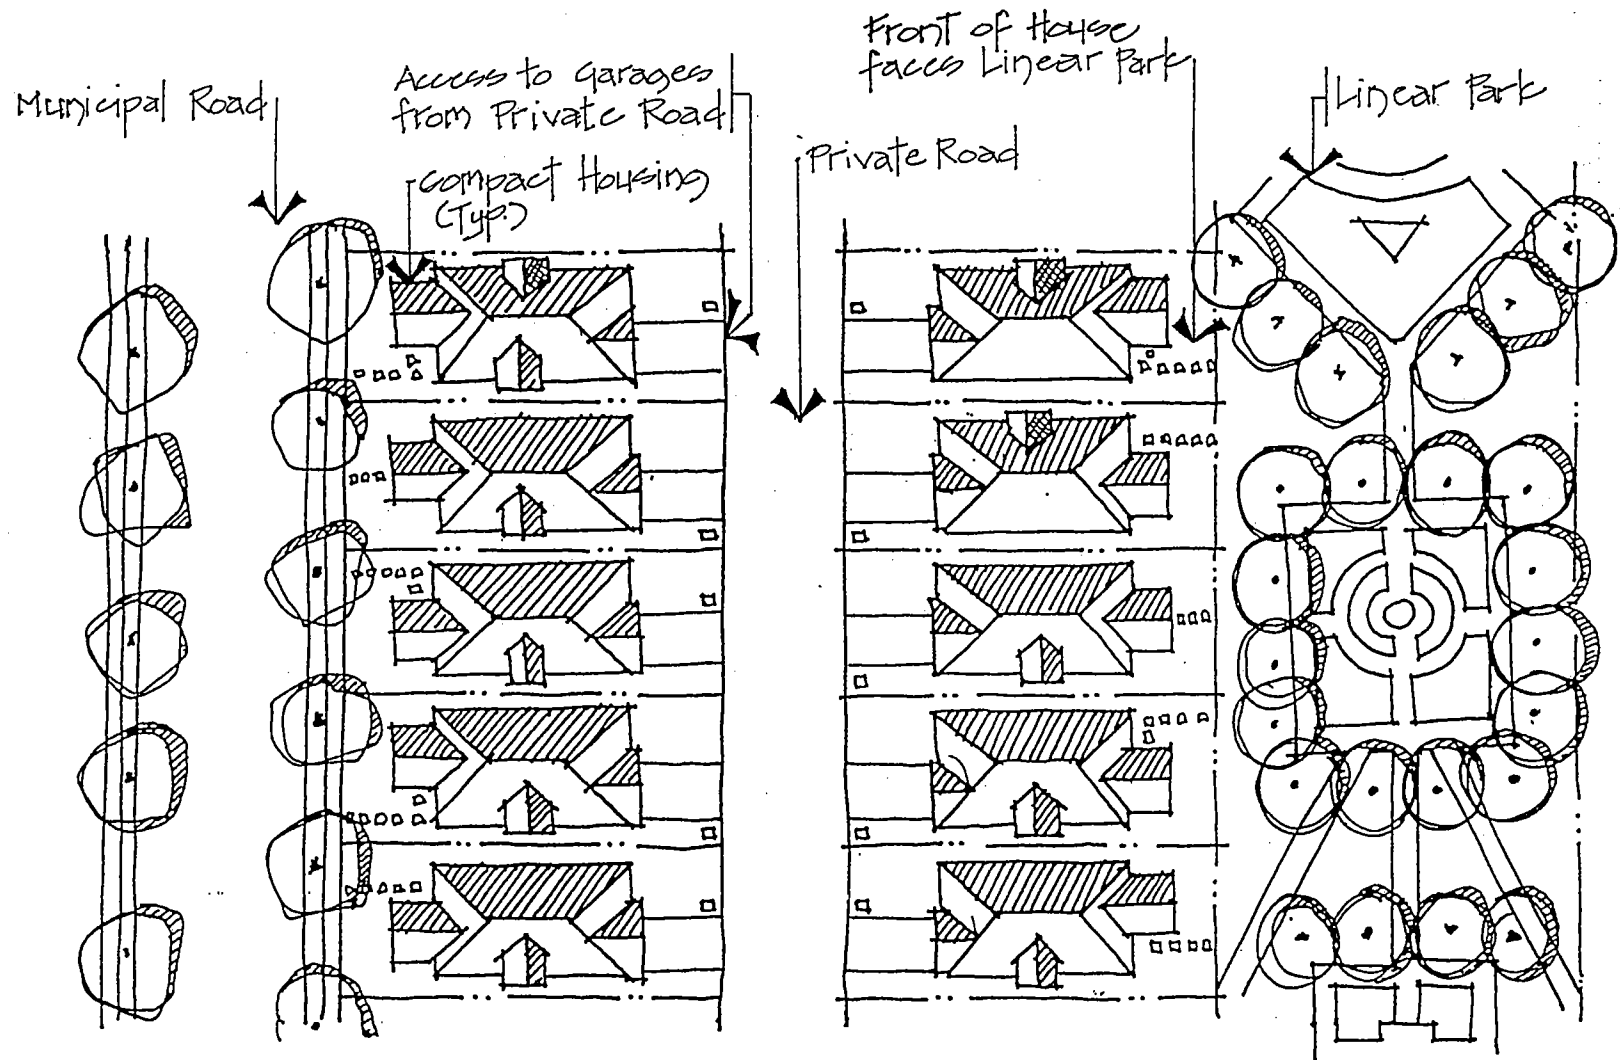 Municipal Road
Access to Garages
from Private Road
Compact Housing
(Typ.)
Private Road
Front of House
faces Linear Park
Linear Park